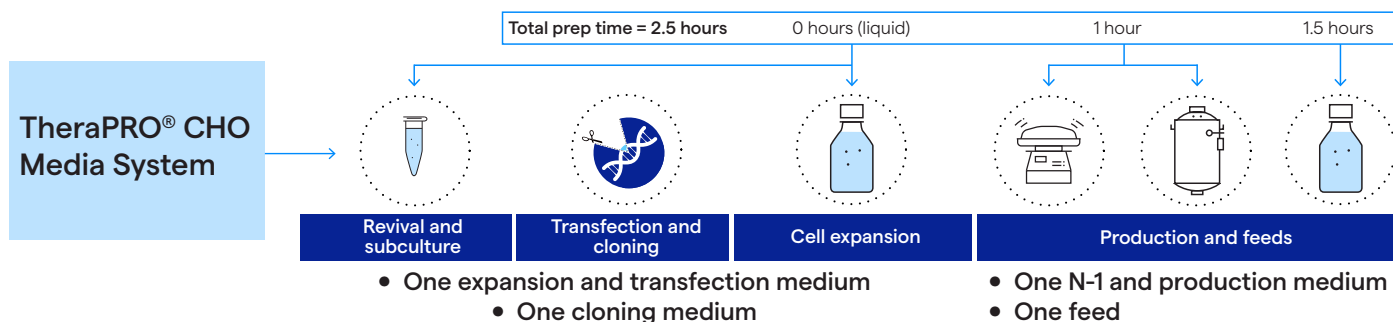 Total prep time = 2.5 hours 0 hours (liquid) 1 hour 1.5 hours
TheraPRO® CHO
Media System
Revival and
subculture
Transfection and
cloning
Cell expansion
Production and feeds
• One expansion and transfection medium
• One cloning medium
• One N-1 and production medium
• One feed